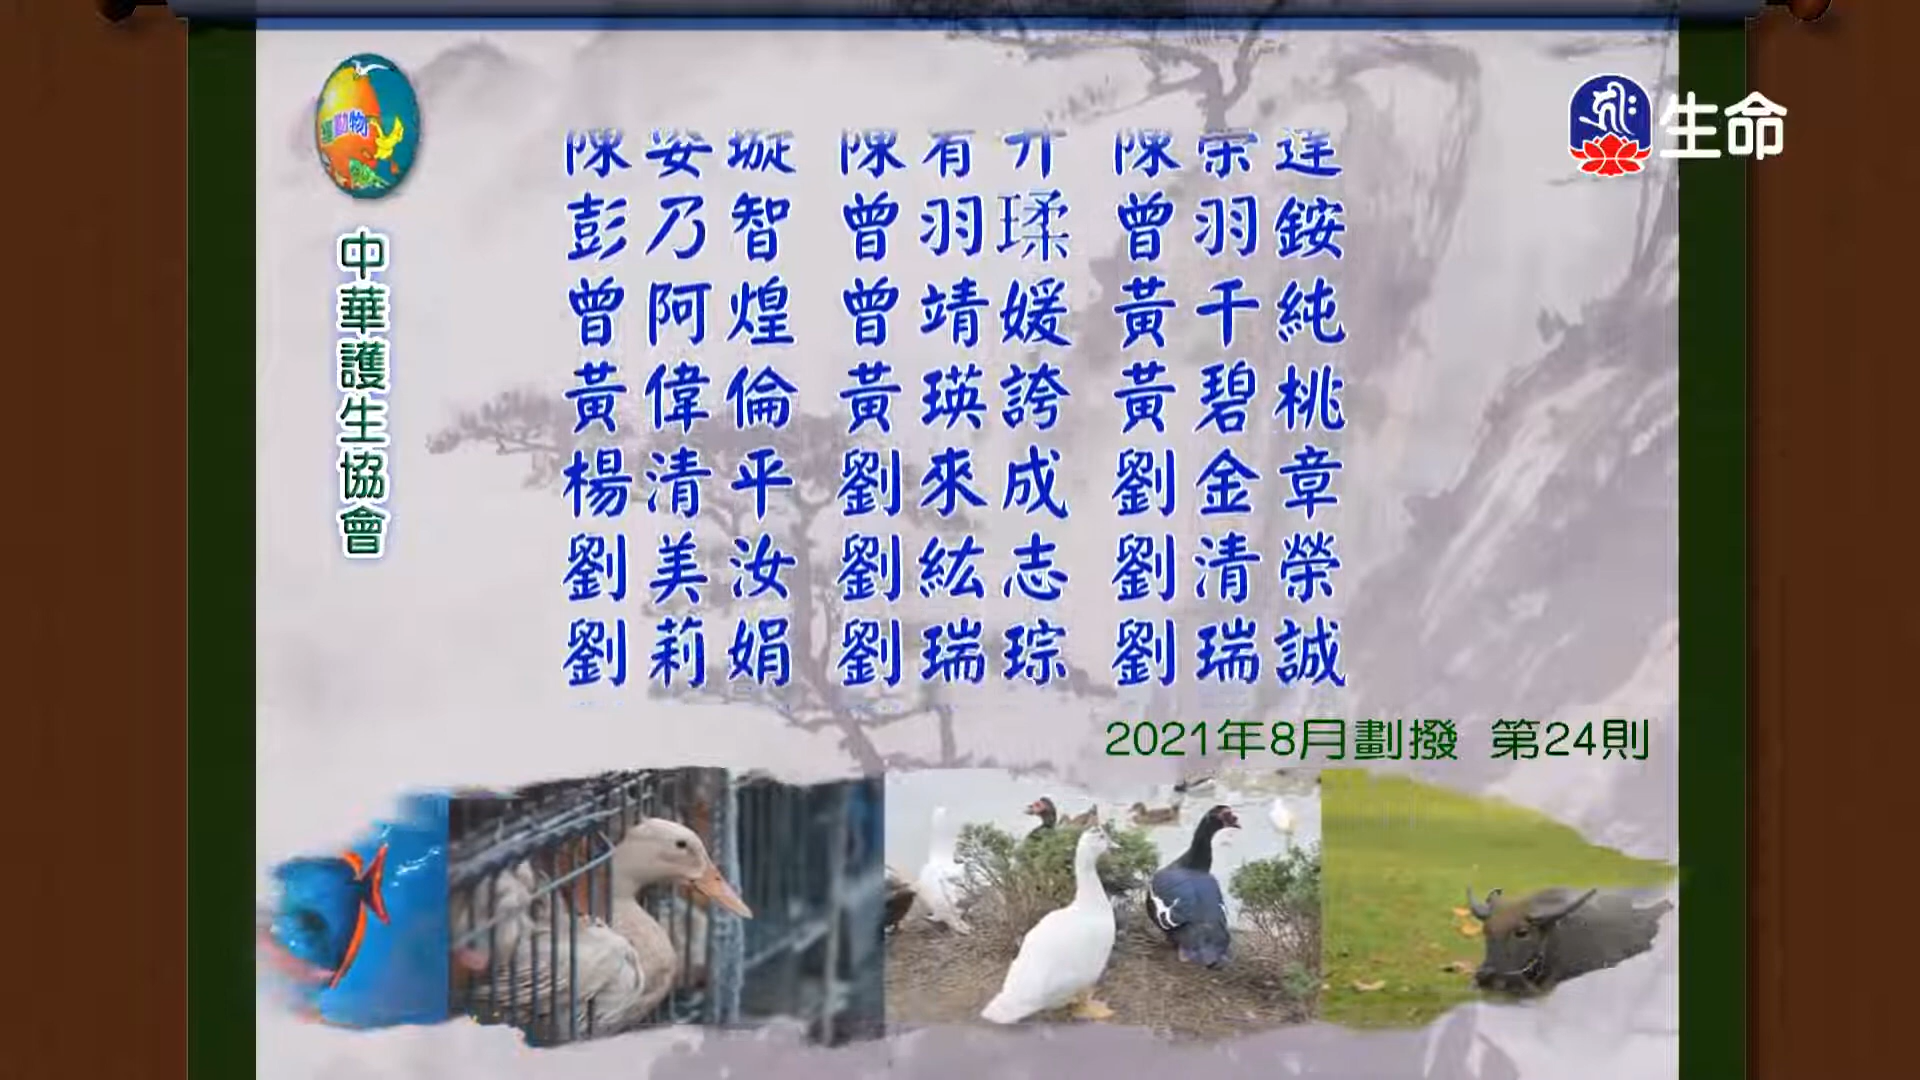 生命
中華護生協會
彭乃智 曾羽瑈 曾羽銨
曾阿煌 曾靖媛 黃千純
黃偉倫 黃瑛誇 黃碧桃
楊清平 劉來成 劉金章
劉美汝 劉紘志 劉清榮
劉莉娟 劉瑞琮 劉瑞誠
2021年8月劃撥 第24則